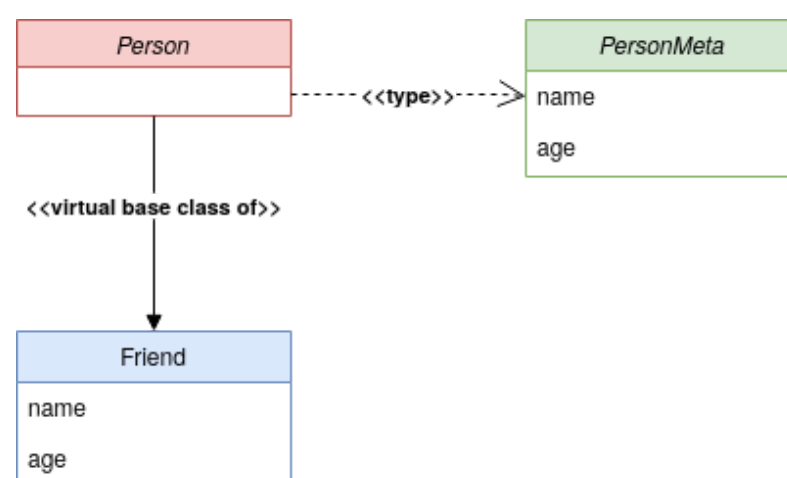 Person
PersonMeta
<<type>>
name
age
<<virtual base class of>>
Friend
name
age